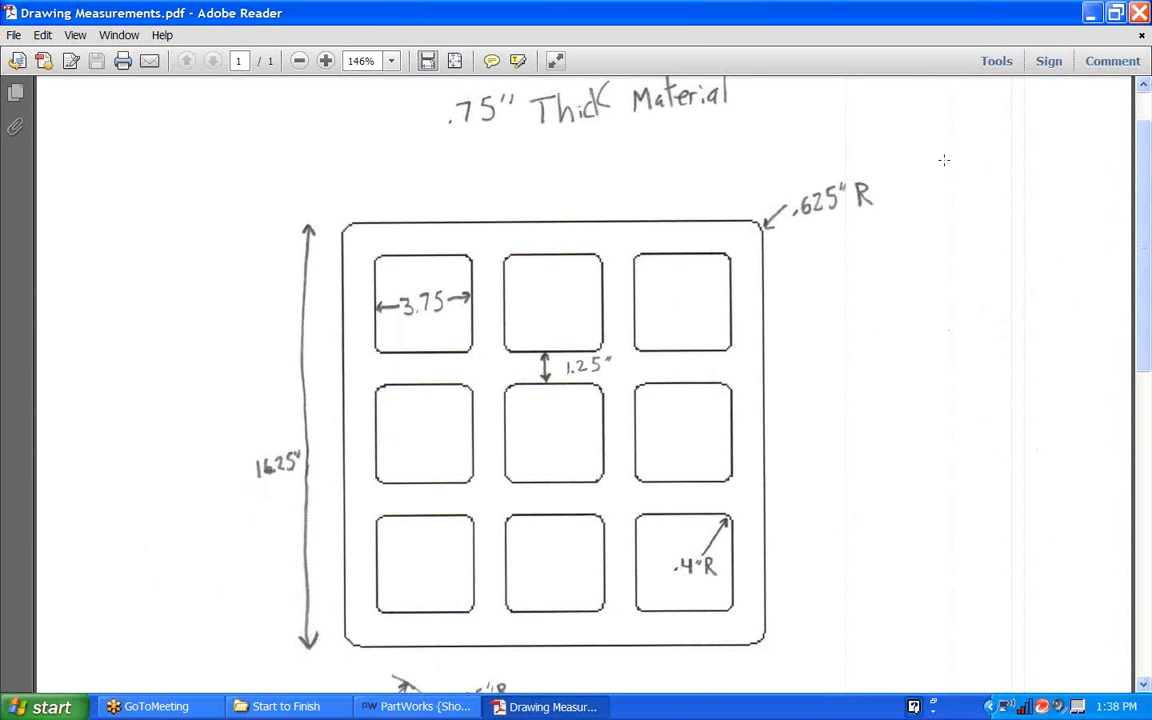 Drawing Measurements.pdf - Adobe Reader
File Edit View Window Help
1 / 1 146% Tools Sign Comment
.75" Thick Material
.625" R
3.75
1.25"
16.25"
.4"R
start GoToMeeting Start to Finish PartWorks {Sho... Drawing Measur... 1:38 PM